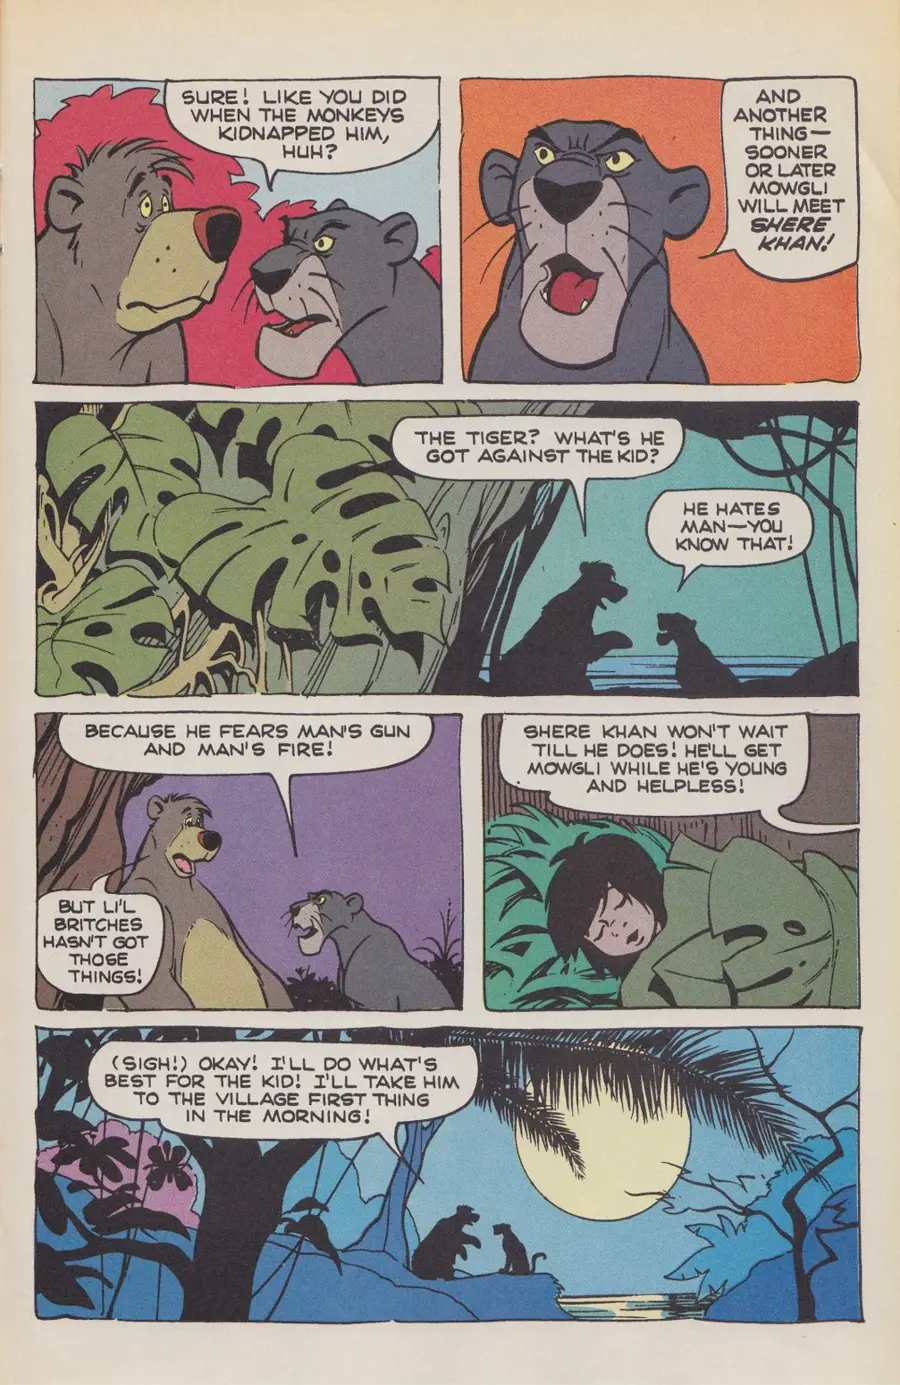 SURE! LIKE YOU DID
WHEN THE MONKEYS
KIDNAPPED HIM,
HUH?
AND
ANOTHER
THING—
SOONER
OR LATER
MOWGLI
WILL MEET
SHERE
KHAN!
THE TIGER? WHAT'S HE
GOT AGAINST THE KID?
HE HATES
MAN—YOU
KNOW THAT!
BECAUSE HE FEARS MAN'S GUN
AND MAN'S FIRE!
BUT LI'L
BRITCHES
HASN'T GOT
THOSE
THINGS!
SHERE KHAN WON'T WAIT
TILL HE DOES! HE'LL GET
MOWGLI WHILE HE'S YOUNG
AND HELPLESS!
(SIGH!) OKAY! I'LL DO WHAT'S
BEST FOR THE KID! I'LL TAKE HIM
TO THE VILLAGE FIRST THING
IN THE MORNING!